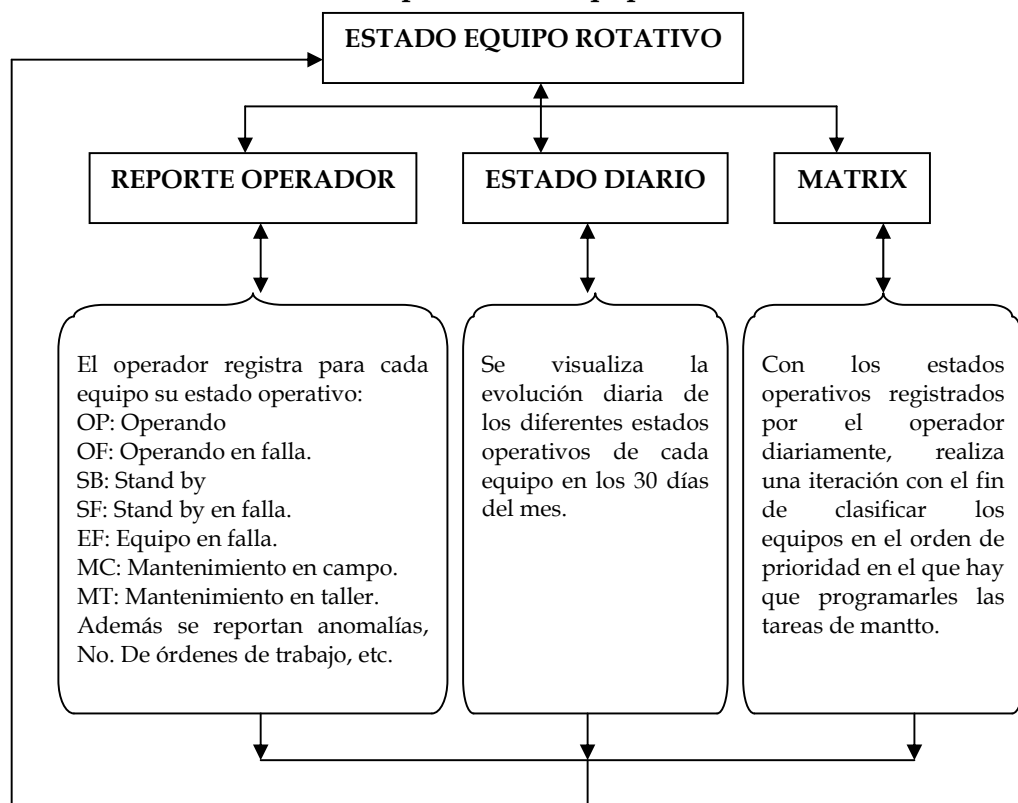 ESTADO EQUIPO ROTATIVO
REPORTE OPERADOR
ESTADO DIARIO
MATRIX
El operador registra para cada
equipo su estado operativo:
OP: Operando
OF: Operando en falla.
SB: Stand by
SF: Stand by en falla.
EF: Equipo en falla.
MC: Mantenimiento en campo.
MT: Mantenimiento en taller.
Además se reportan anomalías,
No. De órdenes de trabajo, etc.
Se visualiza la
evolución diaria de
los diferentes estados
operativos de cada
equipo en los 30 días
del mes.
Con los estados
operativos registrados
por el operador
diariamente, realiza
una iteración con el fin
de clasificar los
equipos en el orden de
prioridad en el que hay
que programarles las
tareas de mantto.